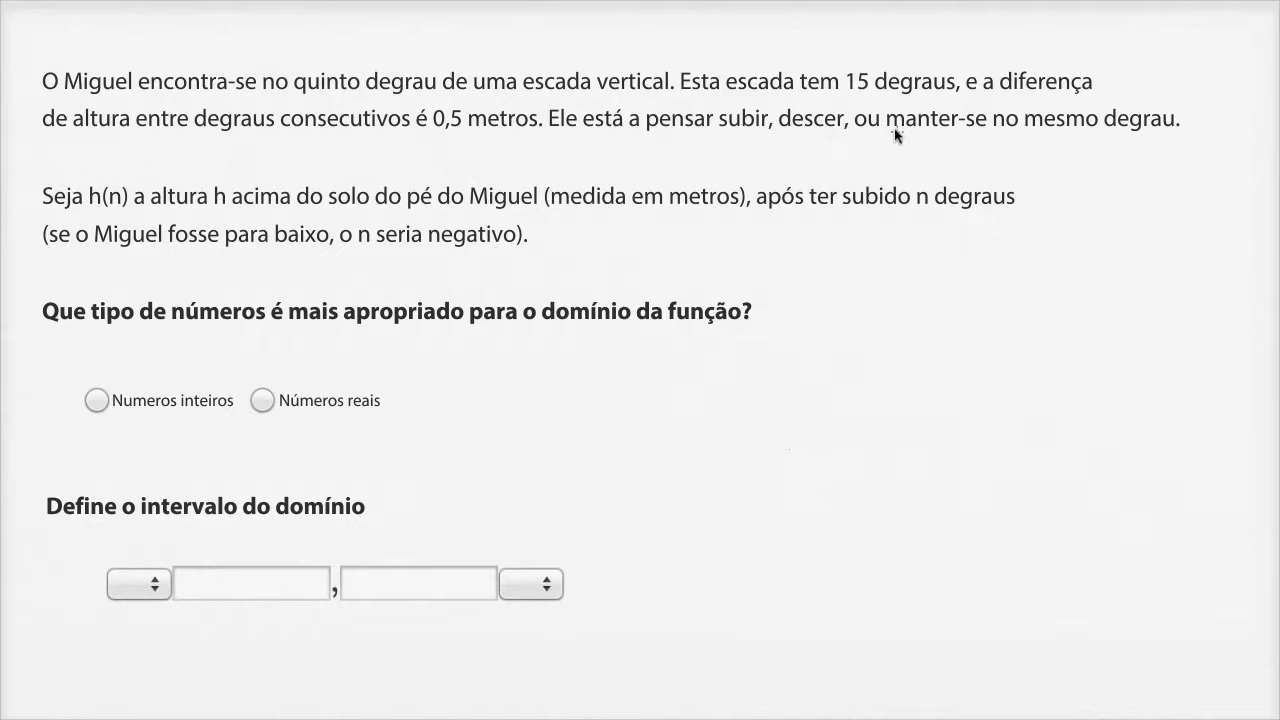 O Miguel encontra-se no quinto degrau de uma escada vertical. Esta escada tem 15 degraus, e a diferença
de altura entre degraus consecutivos é 0,5 metros. Ele está a pensar subir, descer, ou manter-se no mesmo degrau.
Seja h(n) a altura h acima do solo do pé do Miguel (medida em metros), após ter subido n degraus
(se o Miguel fosse para baixo, o n seria negativo).
Que tipo de números é mais apropriado para o domínio da função?
Numeros inteiros Números reais
Define o intervalo do domínio
,